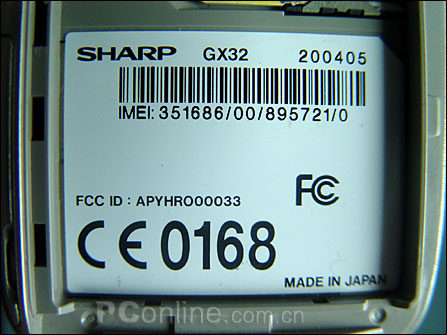 SHARP GX32 200405
IMEI: 351686/00/895721/0
FCC ID : APYHRO00033
FC
CE 0168
MADE IN JAPAN
PConline.com.cn